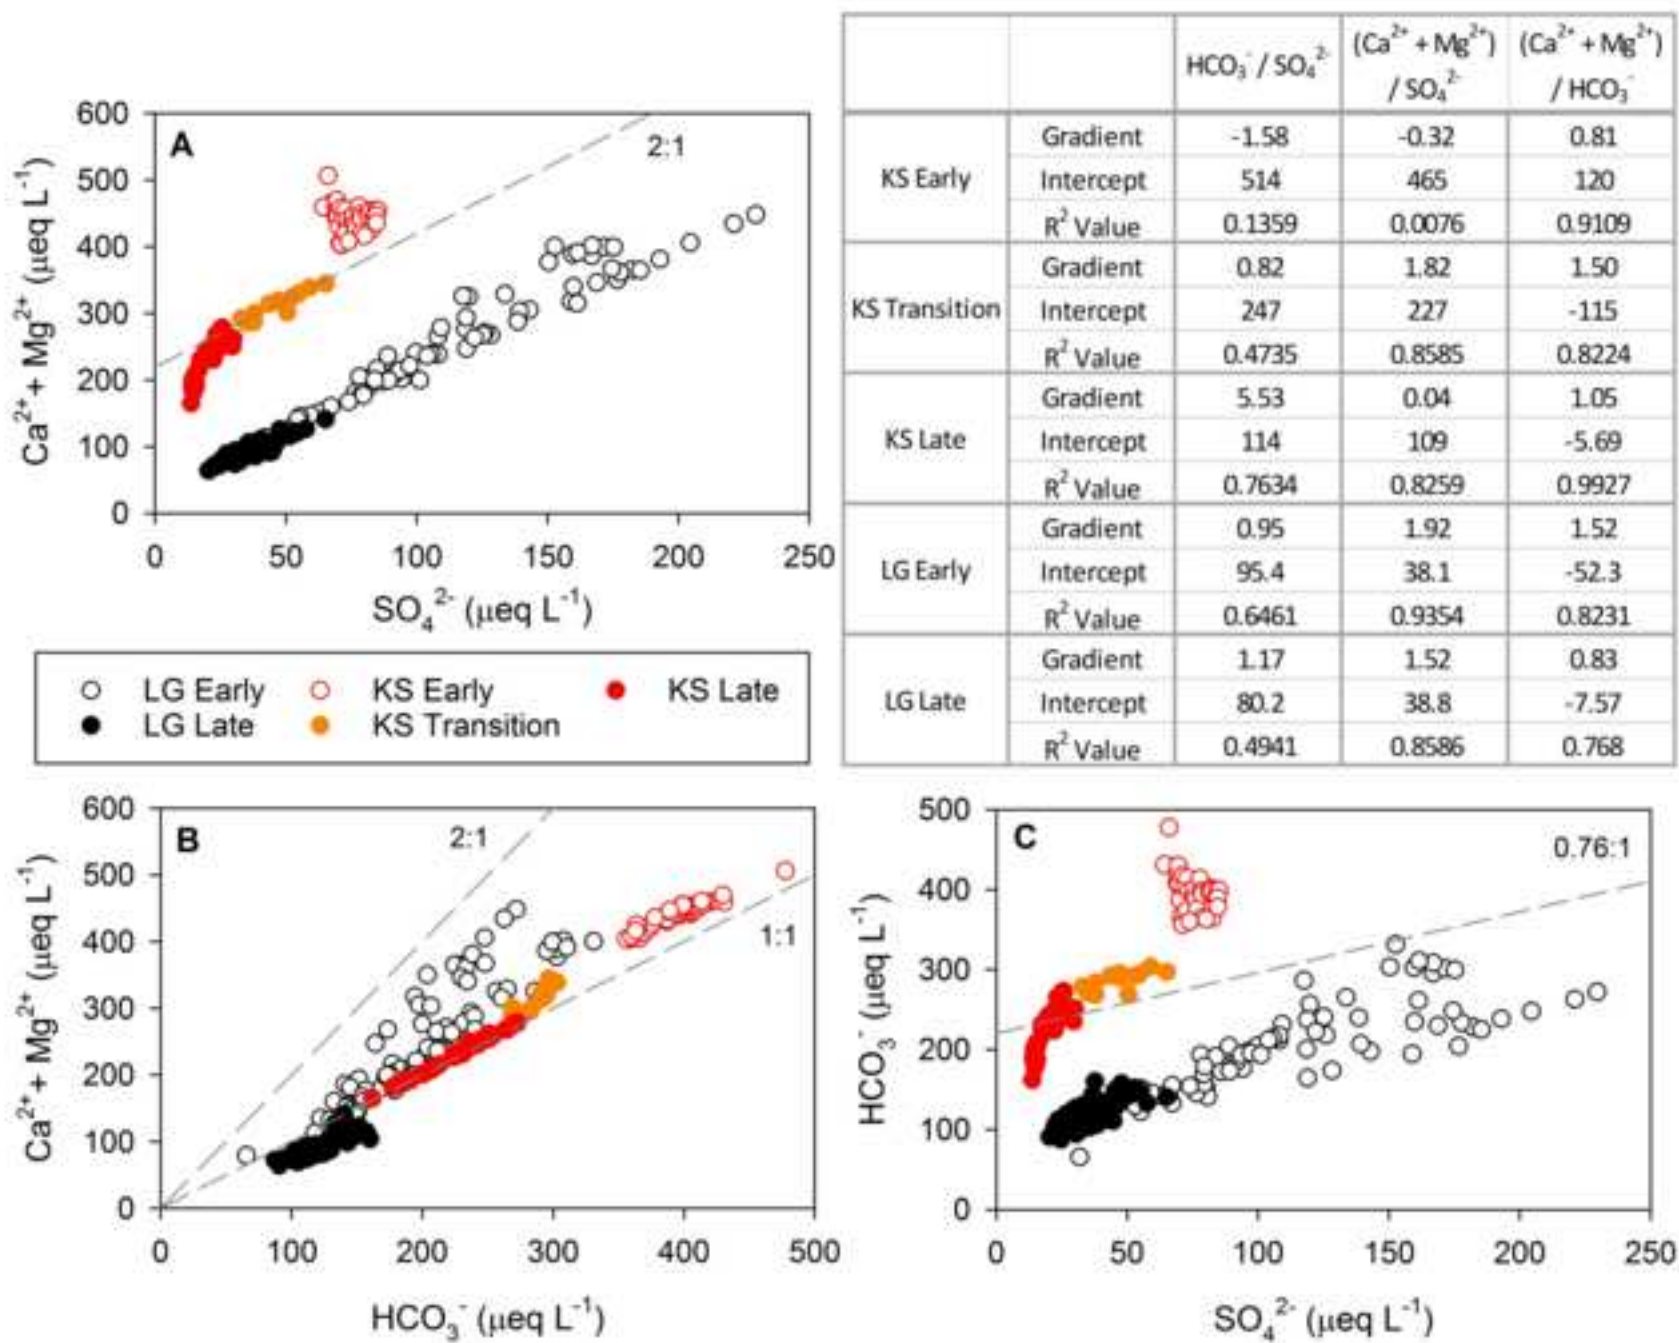 A
2:1
600
500
400
300
200
100
0
Ca²⁺+ Mg²⁺ (µeq L⁻¹)
0 50 100 150 200 250
SO₄²⁻ (µeq L⁻¹)
HCO₃⁻ / SO₄²⁻ (Ca²⁺ + Mg²⁺) / SO₄²⁻ (Ca²⁺ + Mg²⁺) / HCO₃⁻
KS Early
Gradient -1.58 -0.32 0.81
Intercept 514 465 120
R² Value 0.1359 0.0076 0.9109
KS Transition
Gradient 0.82 1.82 1.50
Intercept 247 227 -115
R² Value 0.4735 0.8585 0.8224
KS Late
Gradient 5.53 0.04 1.05
Intercept 114 109 -5.69
R² Value 0.7634 0.8259 0.9927
LG Early
Gradient 0.95 1.92 1.52
Intercept 95.4 38.1 -52.3
R² Value 0.6461 0.9354 0.8231
LG Late
Gradient 1.17 1.52 0.83
Intercept 80.2 38.8 -7.57
R² Value 0.4941 0.8586 0.768
LG Early KS Early KS Late
LG Late KS Transition
B
2:1
1:1
600
500
400
300
200
100
0
Ca²⁺+ Mg²⁺ (µeq L⁻¹)
0 100 200 300 400 500
HCO₃⁻ (µeq L⁻¹)
C
0.76:1
500
400
300
200
100
0
HCO₃⁻ (µeq L⁻¹)
0 50 100 150 200 250
SO₄²⁻ (µeq L⁻¹)